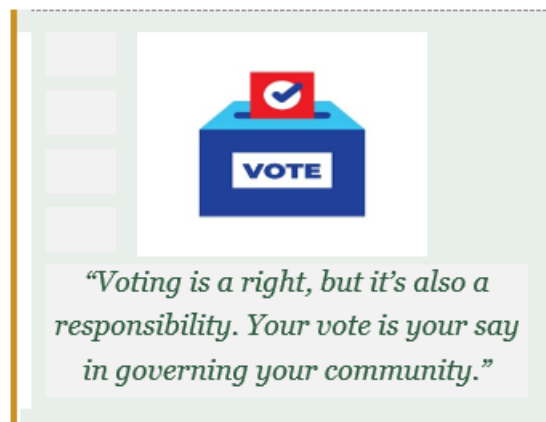 VOTE
“Voting is a right, but it’s also a
responsibility. Your vote is your say
in governing your community.”